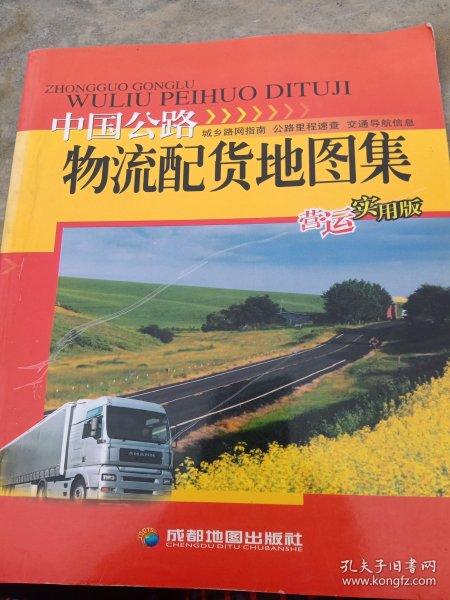 ZHONGGUO GONGLU
WULIU PEIHUO DITUJI
中国公路
城乡路网指南 公路里程速查 交通导航信息
物流配货地图集
营运实用版
成都地图出版社
CHENGDU DITU CHUBANSHE
孔夫子旧书网
www.kongfz.com